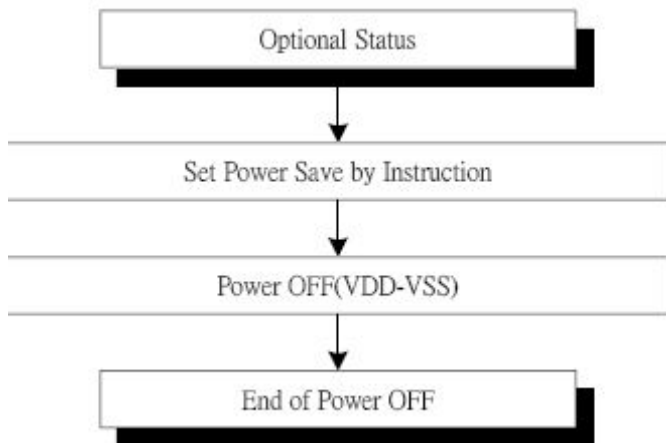 Optional Status
Set Power Save by Instruction
Power OFF(VDD-VSS)
End of Power OFF